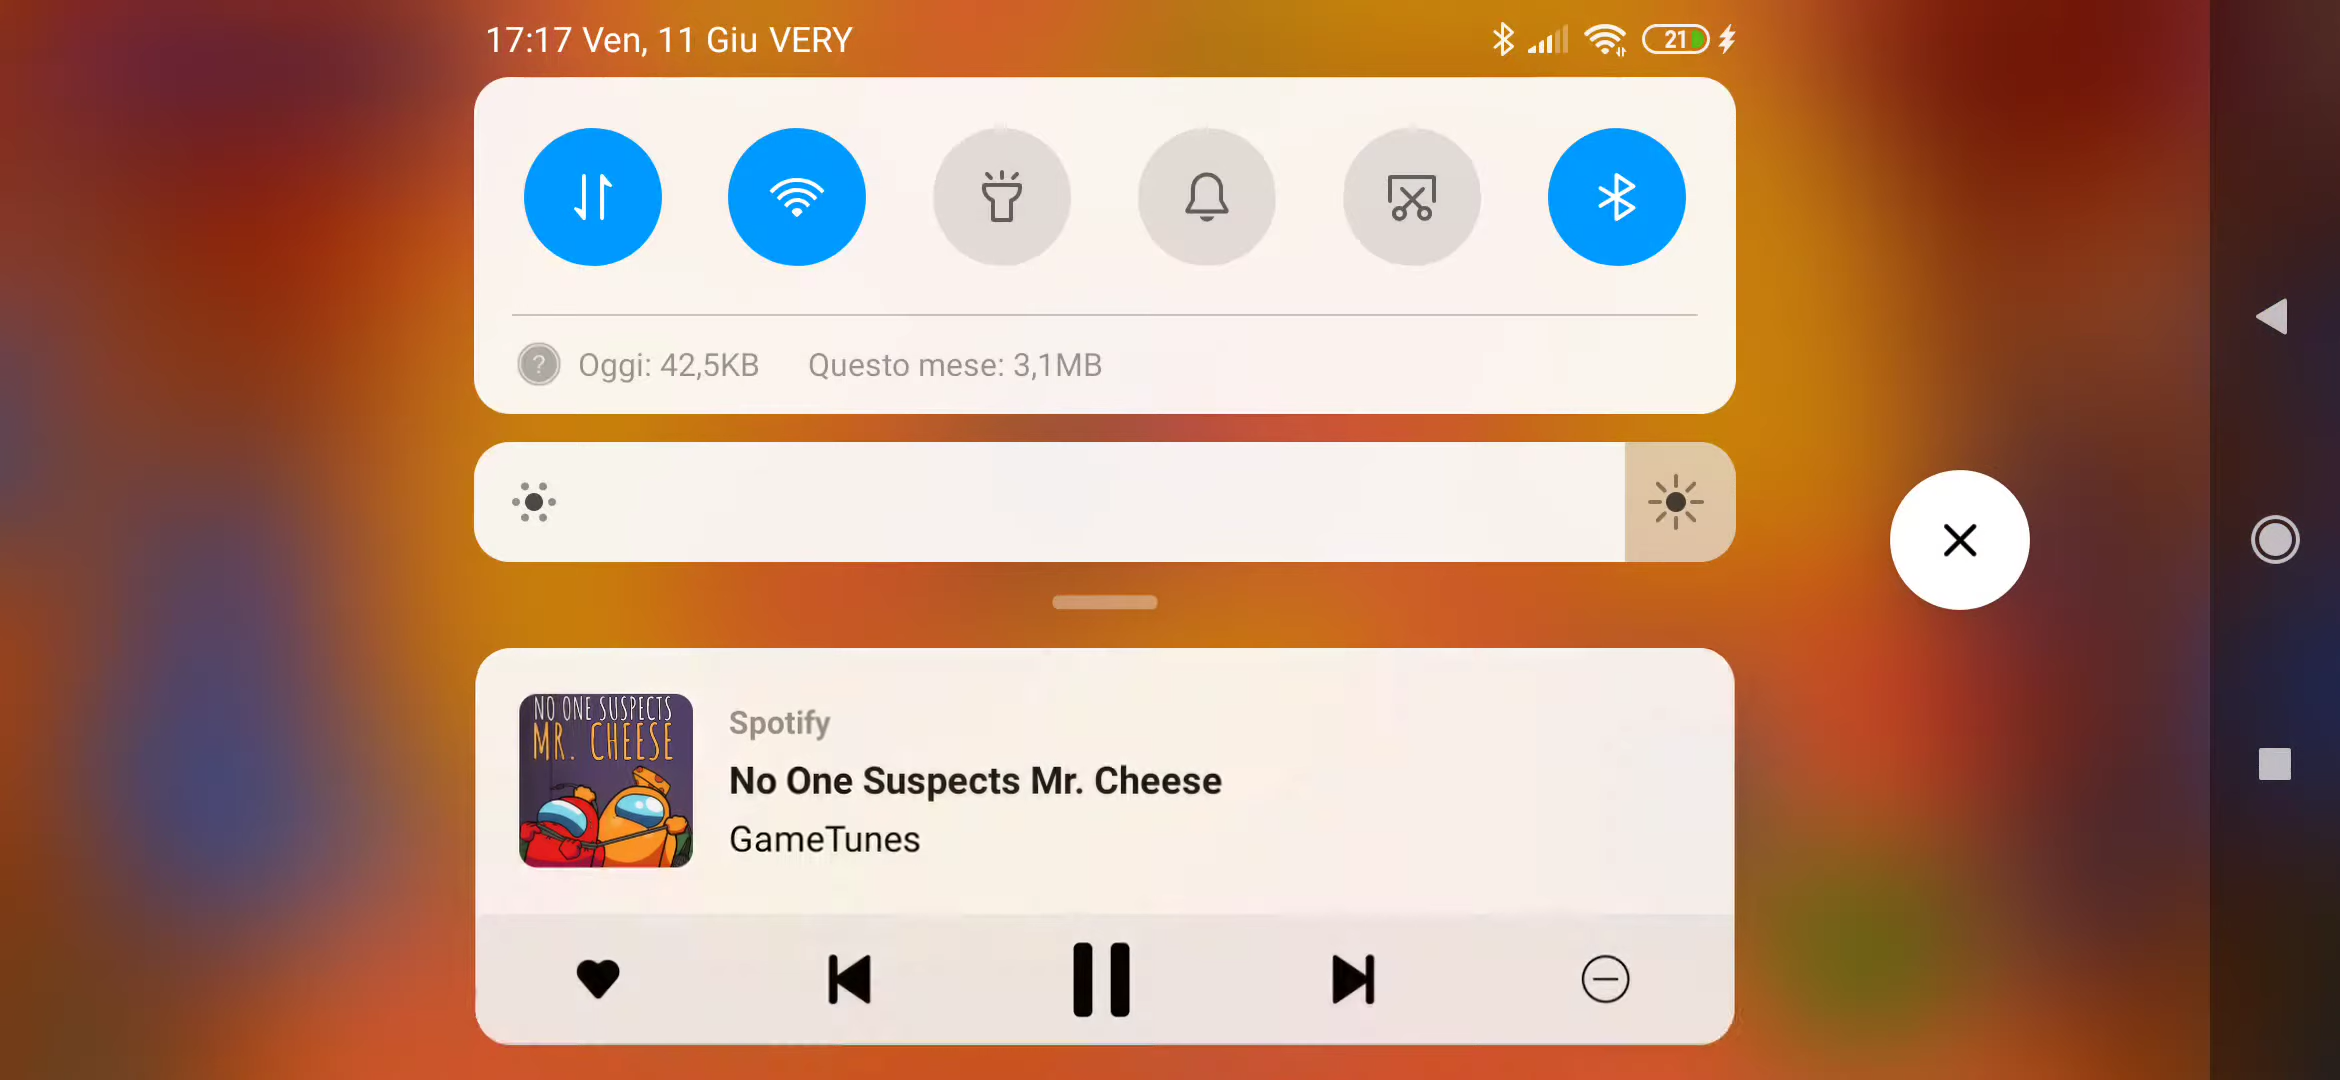 17:17 Ven, 11 Giu VERY
21
Oggi: 42,5KB Questo mese: 3,1MB
NO ONE SUSPECTS
MR. CHEESE
Spotify
No One Suspects Mr. Cheese
GameTunes